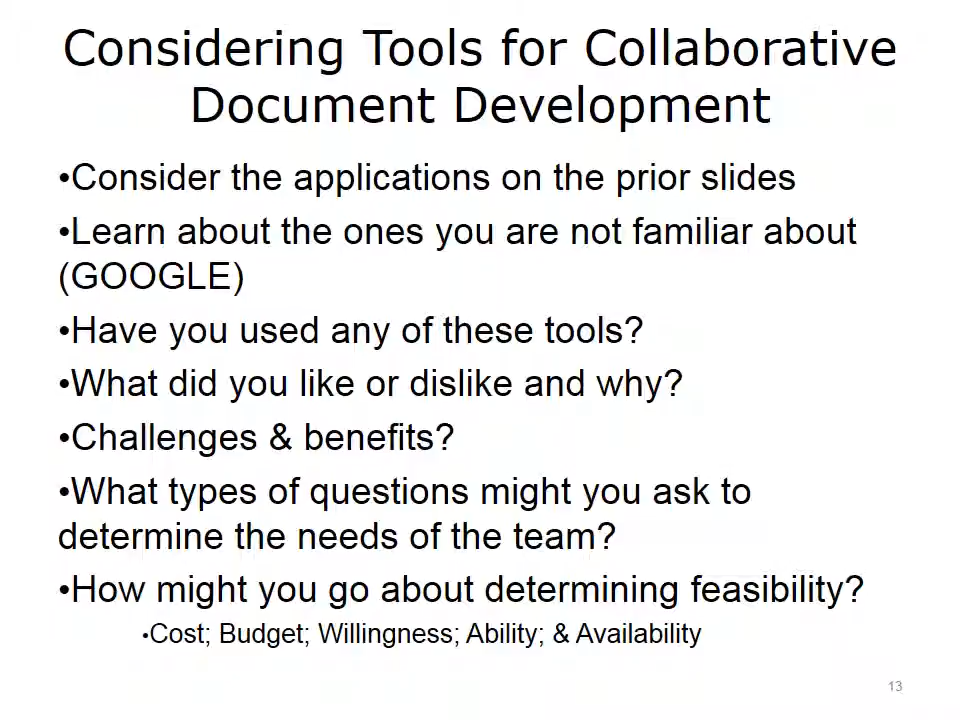 Considering Tools for Collaborative
Document Development
•Consider the applications on the prior slides
•Learn about the ones you are not familiar about
(GOOGLE)
•Have you used any of these tools?
•What did you like or dislike and why?
•Challenges & benefits?
•What types of questions might you ask to
determine the needs of the team?
•How might you go about determining feasibility?
•Cost; Budget; Willingness; Ability; & Availability
13